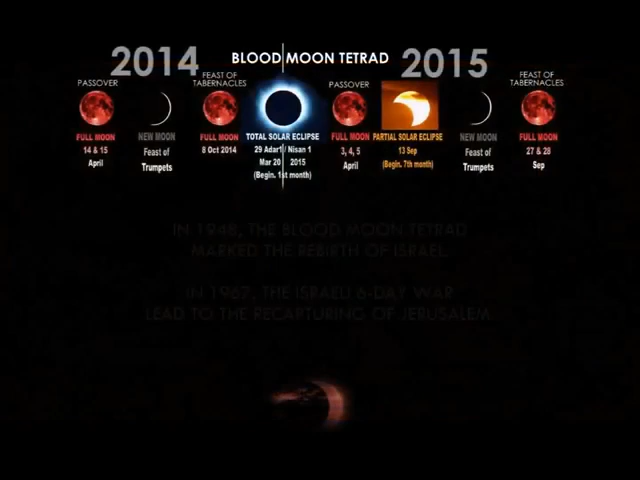 2014
BLOOD MOON TETRAD
2015
PASSOVER
FULL MOON
14 & 15
April
NEW MOON
Feast of
Trumpets
FEAST OF
TABERNACLES
FULL MOON
8 Oct 2014
TOTAL SOLAR ECLIPSE
29 Adar1/ Nisan 1
Mar 20 2015
(Begin. 1st month)
PASSOVER
FULL MOON
3, 4, 5
April
PARTIAL SOLAR ECLIPSE
13 Sep
(Begin. 7th month)
NEW MOON
Feast of
Trumpets
FEAST OF
TABERNACLES
FULL MOON
27 & 28
Sep
IN 1948, THE BLOOD MOON TETRAD
MARKED THE REBIRTH OF ISRAEL
IN 1967, THE ISRAELI 6-DAY WAR
LEAD TO THE RECAPTURING OF JERUSALEM